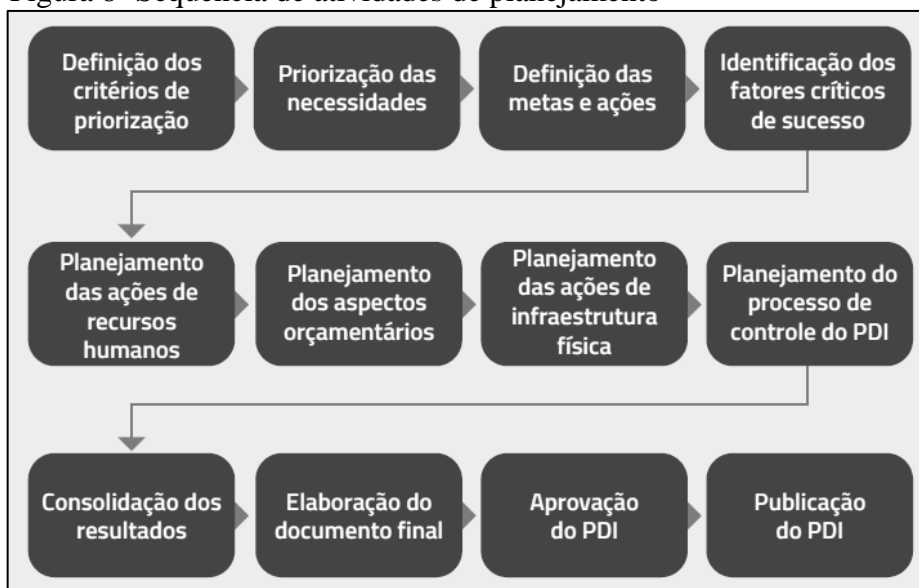 Figura 8- Sequência de atividades de planejamento
Definição dos
critérios de
priorização
Priorização das
necessidades
Definição das
metas e ações
Identificação dos
fatores críticos
de sucesso
Planejamento
das ações de
recursos
humanos
Planejamento
dos aspectos
orçamentários
Planejamento
das ações de
infraestrutura
física
Planejamento do
processo de
controle do PDI
Consolidação dos
resultados
Elaboração do
documento final
Aprovação
do PDI
Publicação
do PDI